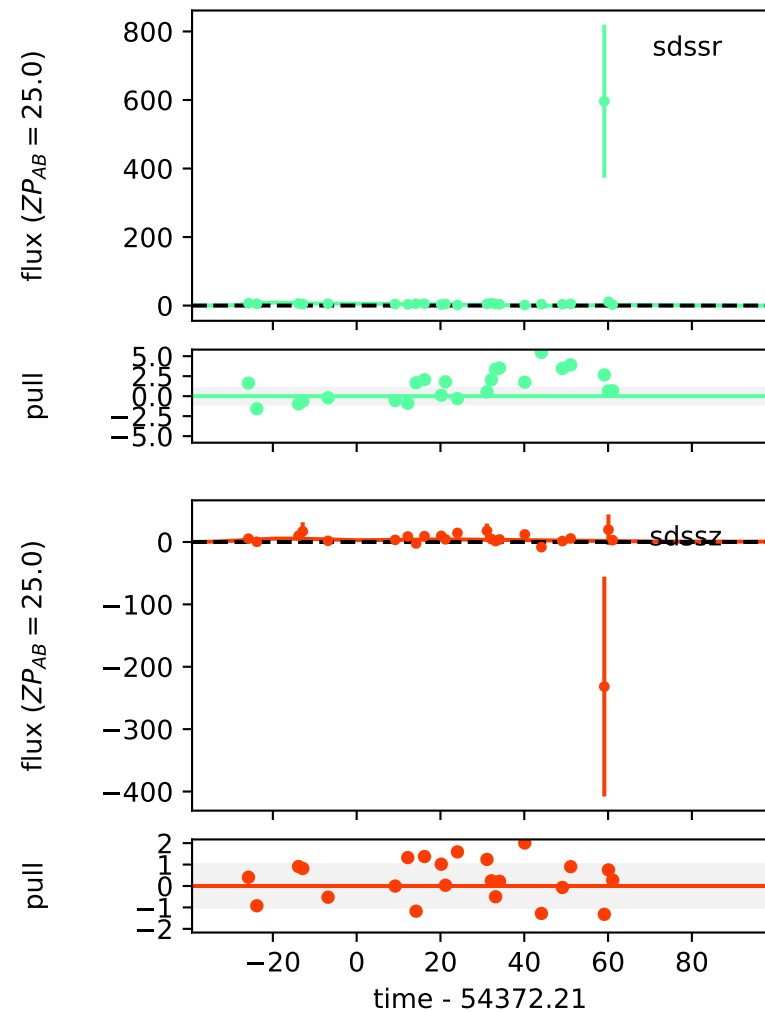 800
600
400
200
0
flux (ZP_AB = 25.0)
sdssr
5.0
2.5
0.0
−2.5
−5.0
pull
0
−100
−200
−300
−400
flux (ZP_AB = 25.0)
sdssz
2
1
0
−1
−2
pull
−20 0 20 40 60 80
time - 54372.21